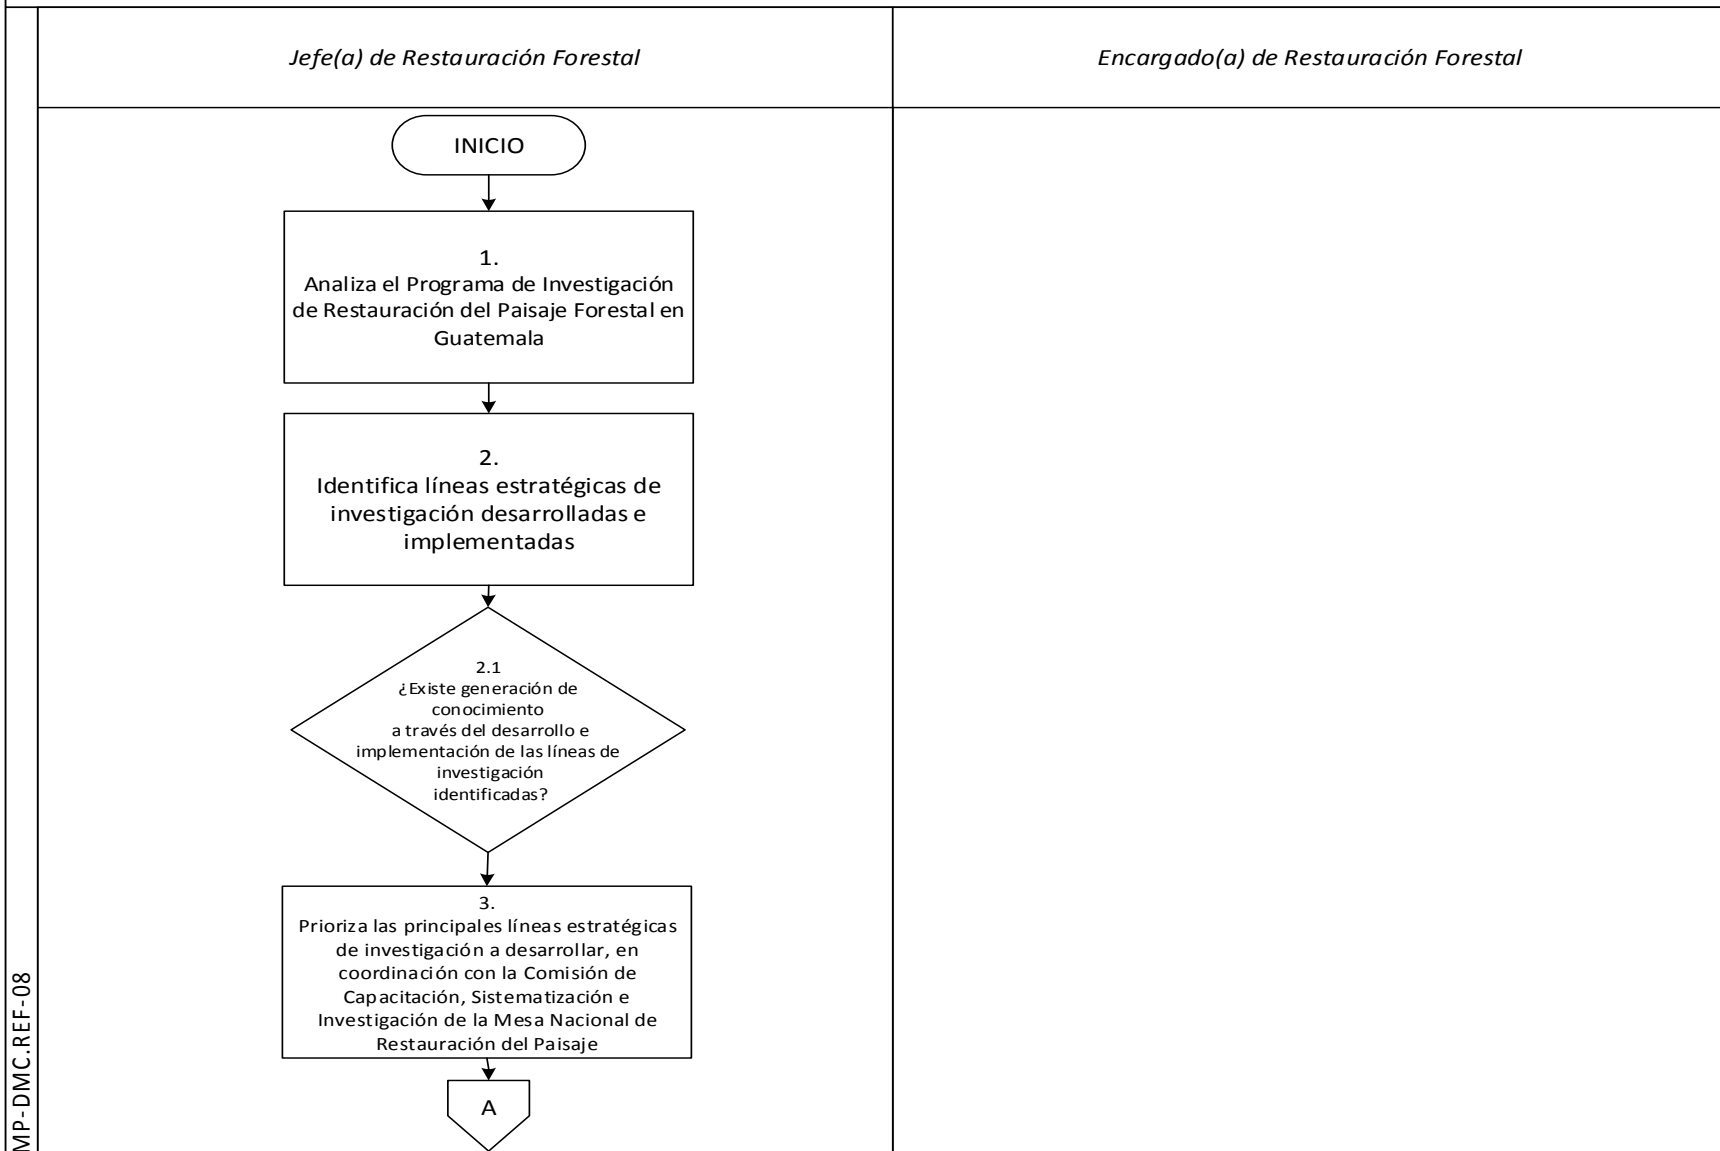 Jefe(a) de Restauración Forestal
Encargado(a) de Restauración Forestal
INICIO
1.
Analiza el Programa de Investigación
de Restauración del Paisaje Forestal en
Guatemala
2.
Identifica líneas estratégicas de
investigación desarrolladas e
implementadas
2.1
¿Existe generación de
conocimiento
a través del desarrollo e
implementación de las líneas de
investigación
identificadas?
3.
Prioriza las principales líneas estratégicas
de investigación a desarrollar, en
coordinación con la Comisión de
Capacitación, Sistematización e
Investigación de la Mesa Nacional de
Restauración del Paisaje
A
MP-DMC.REF-08